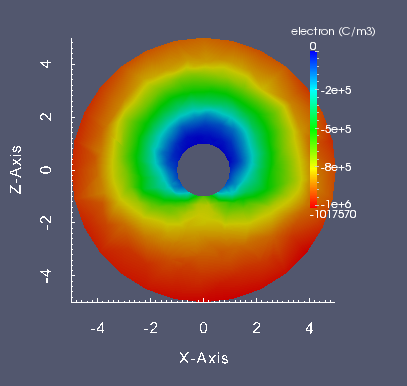 electron (C/m3)
0
-2e+5
-5e+5
-8e+5
-1e+6
-1017570
Z-Axis
4
2
0
-2
-4
-4 -2 0 2 4
X-Axis